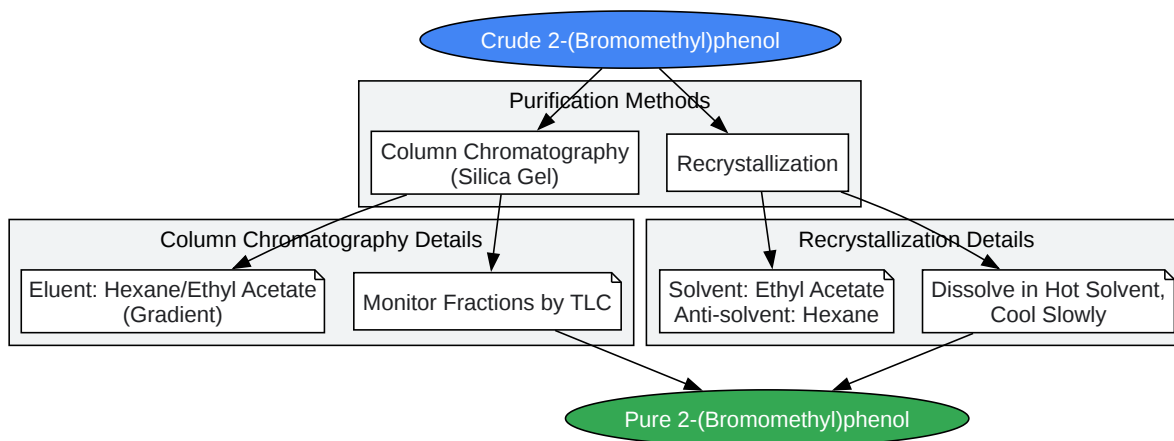 Crude 2-(Bromomethyl)phenol
Purification Methods
Column Chromatography
(Silica Gel)
Recrystallization
Column Chromatography Details
Eluent: Hexane/Ethyl Acetate
(Gradient)
Monitor Fractions by TLC
Recrystallization Details
Solvent: Ethyl Acetate
Anti-solvent: Hexane
Dissolve in Hot Solvent,
Cool Slowly
Pure 2-(Bromomethyl)phenol